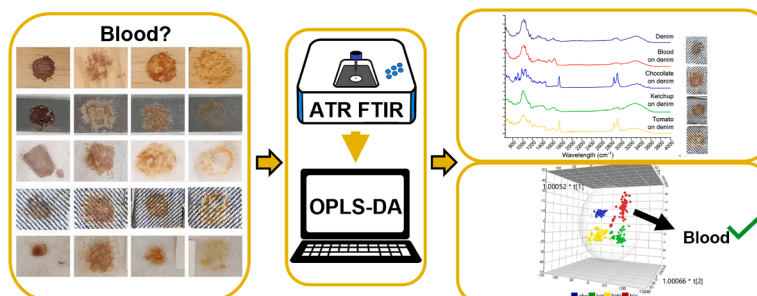 Blood?
ATR FTIR
OPLS-DA
Denim
Blood
on denim
Chocolate
on denim
Ketchup
on denim
Tomato
on denim
Wavelength (cm⁻¹)
1.00052 * t[1]
Blood
1.00066 * t[2]